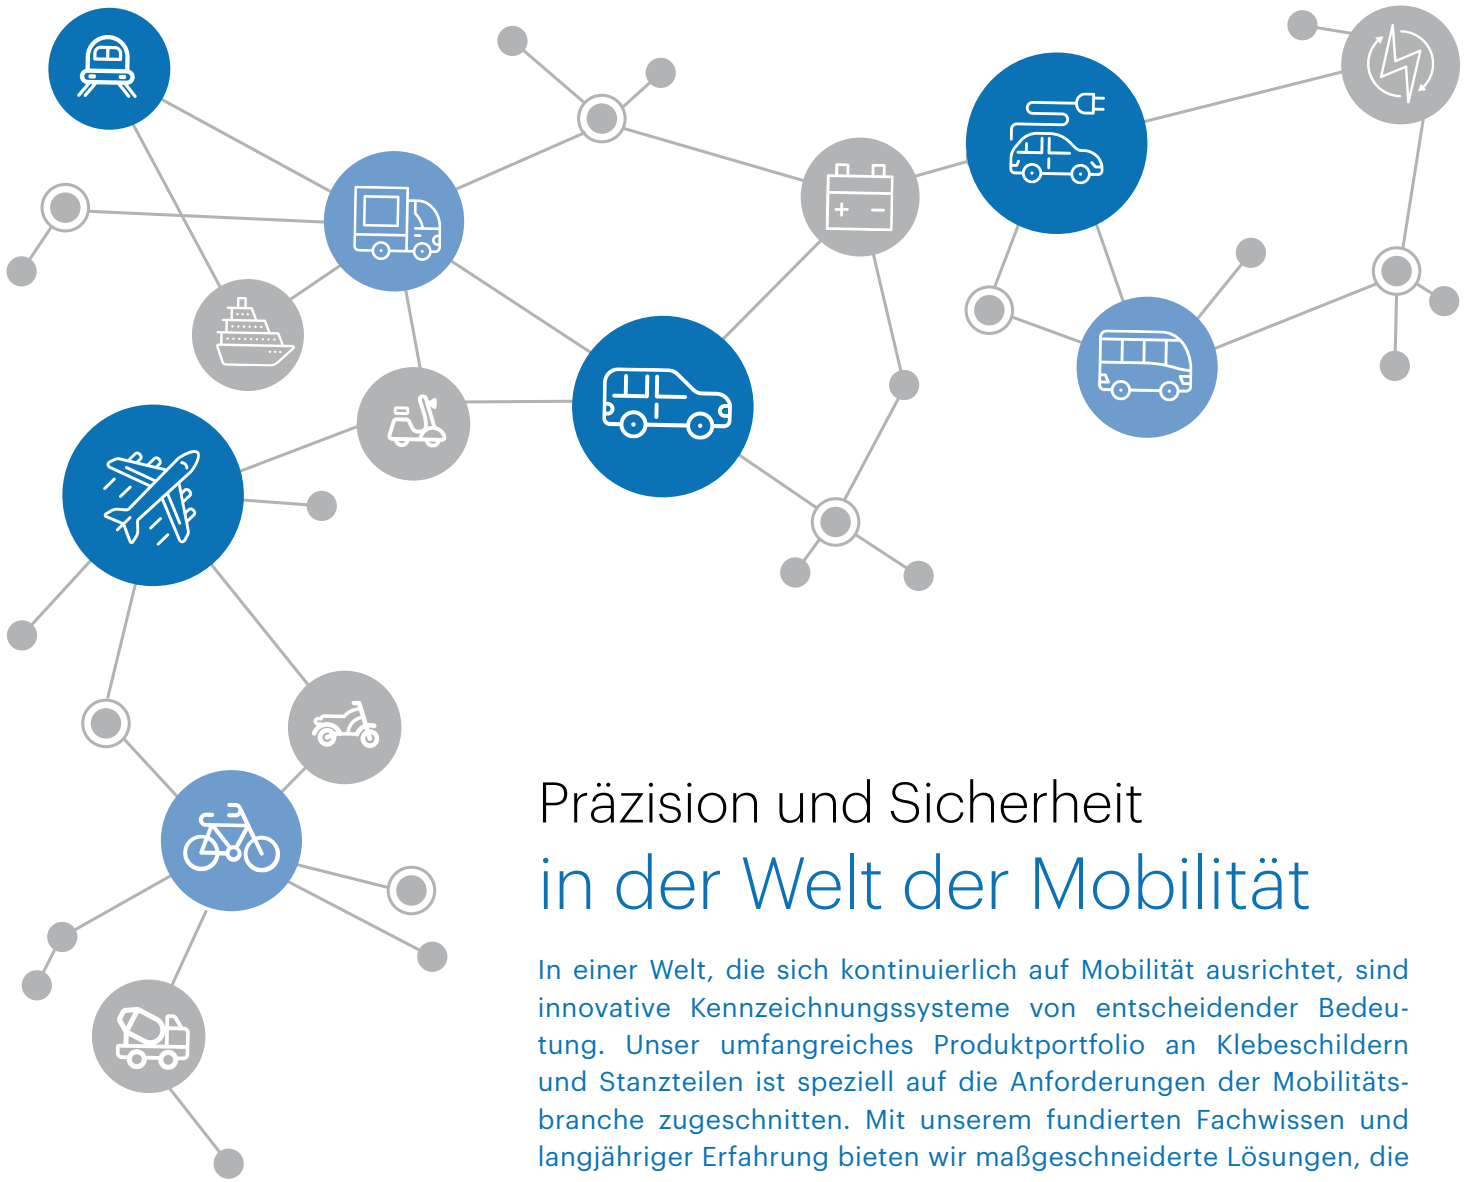 Präzision und Sicherheit
in der Welt der Mobilität
In einer Welt, die sich kontinuierlich auf Mobilität ausrichtet, sind
innovative Kennzeichnungssysteme von entscheidender Bedeu-
tung. Unser umfangreiches Produktportfolio an Klebeschildern
und Stanzteilen ist speziell auf die Anforderungen der Mobilitäts-
branche zugeschnitten. Mit unserem fundierten Fachwissen und
langjähriger Erfahrung bieten wir maßgeschneiderte Lösungen, die